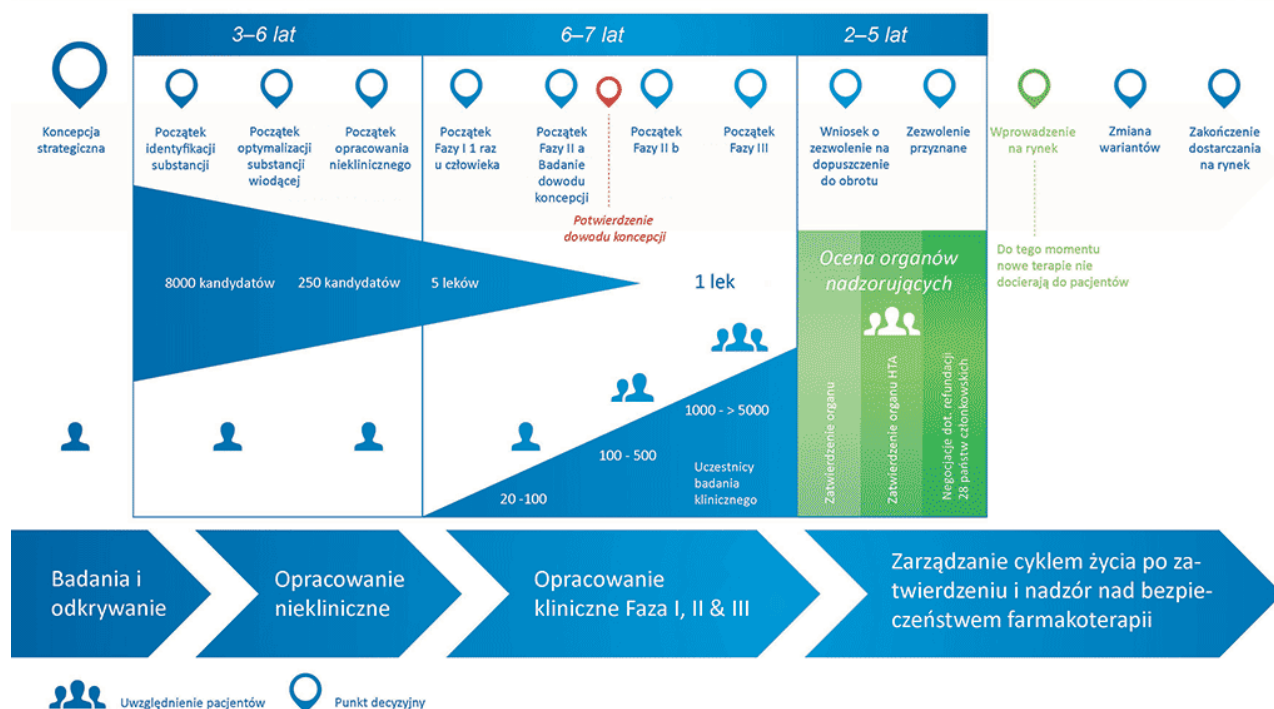 3–6 lat
6–7 lat
2–5 lat
Koncepcja
strategiczna
Początek
identyfikacji
substancji
Początek
optymalizacji
substancji
wiodącej
Początek
opracowania
nieklinicznego
Początek
Fazy I 1 raz
u człowieka
Początek
Fazy II a
Badanie
dowodu
koncepcji
Początek
Fazy II b
Początek
Fazy III
Wniosek o
zezwolenie na
dopuszczenie
do obrotu
Zezwolenie
przyznane
Wprowadzenie
na rynek
Zmiana
wariantów
Zakończenie
dostarczania
na rynek
Potwierdzenie
dowodu koncepcji
8000 kandydatów
250 kandydatów
5 leków
1 lek
Ocena organów
nadzorujących
Do tego momentu
nowe terapie nie
docierają do pacjentów
20 -100
100 - 500
1000 - > 5000
Uczestnicy
badania
klinicznego
Zatwierdzenie organu
Zatwierdzenie organu HTA
Negocjacje dot. refundacji
28 państw członkowskich
Badania i
odkrywanie
Opracowanie
niekliniczne
Opracowanie
kliniczne Faza I, II & III
Zarządzanie cyklem życia po za-
twierdzeniu i nadzór nad bezpie-
czeństwem farmakoterapii
Uwzględnienie pacjentów
Punkt decyzyjny